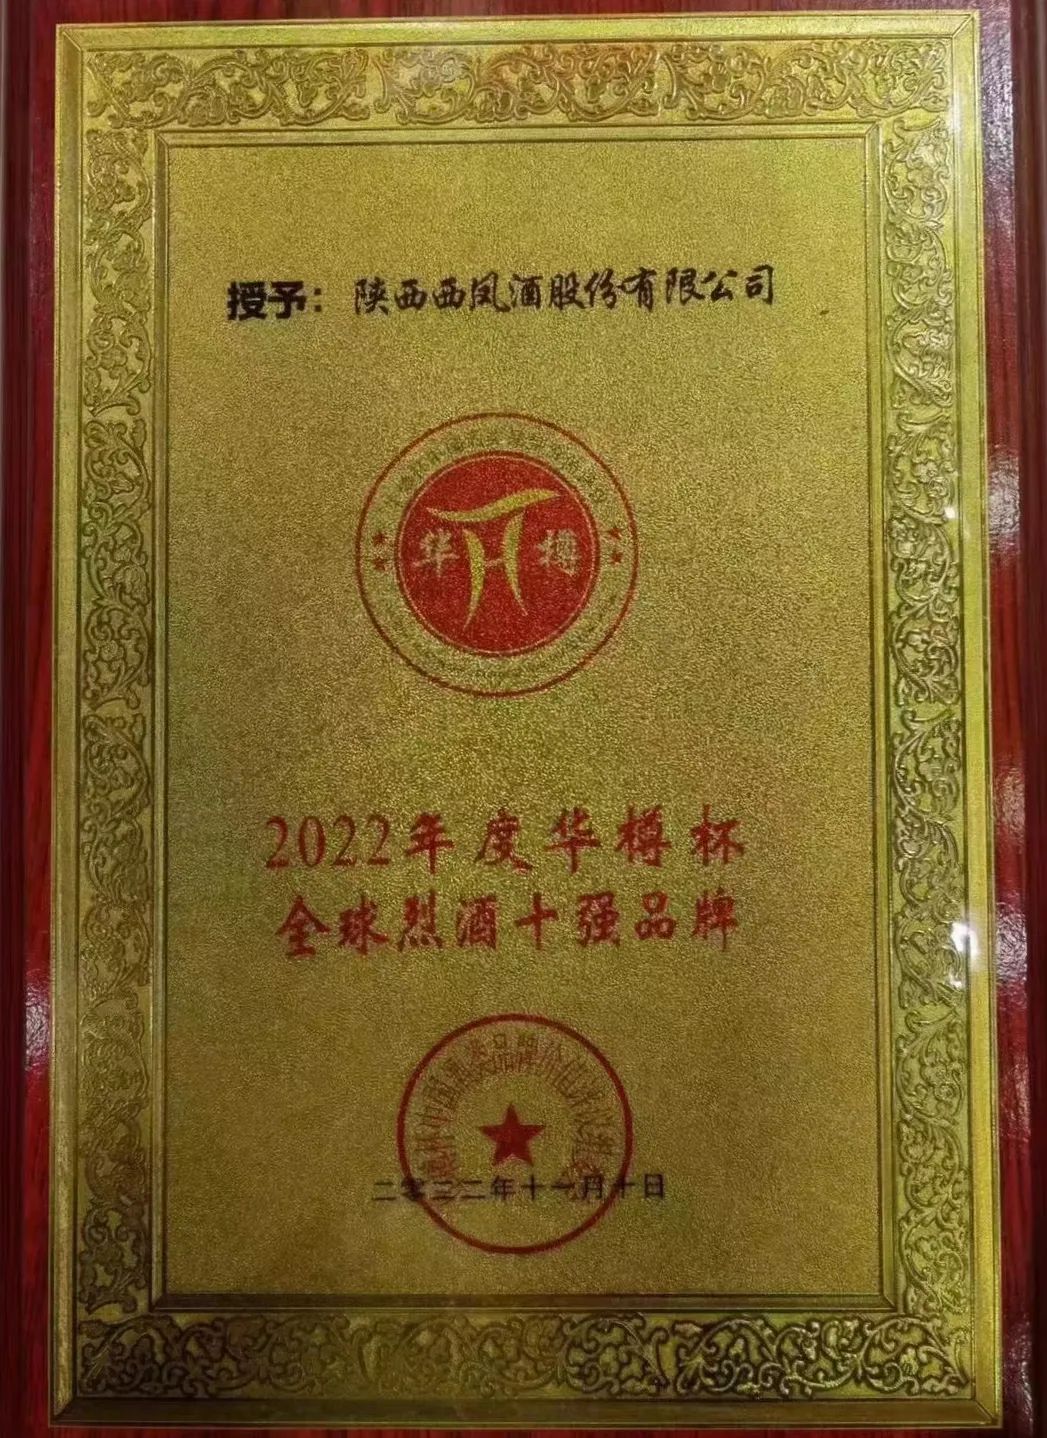 授予：陕西西凤酒股份有限公司
华樽
2022年度华樽杯
全球烈酒十强品牌
二零二二年十一月十日